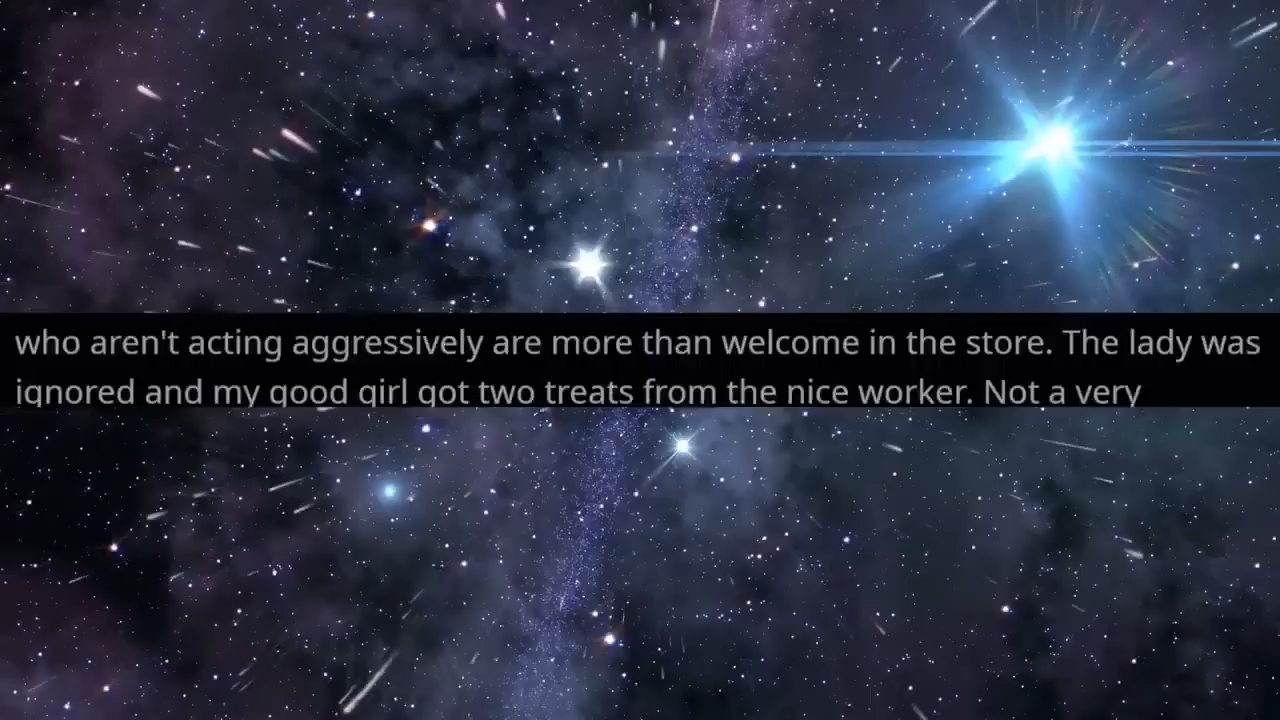 who aren't acting aggressively are more than welcome in the store. The lady was
ignored and my good girl got two treats from the nice worker. Not a very